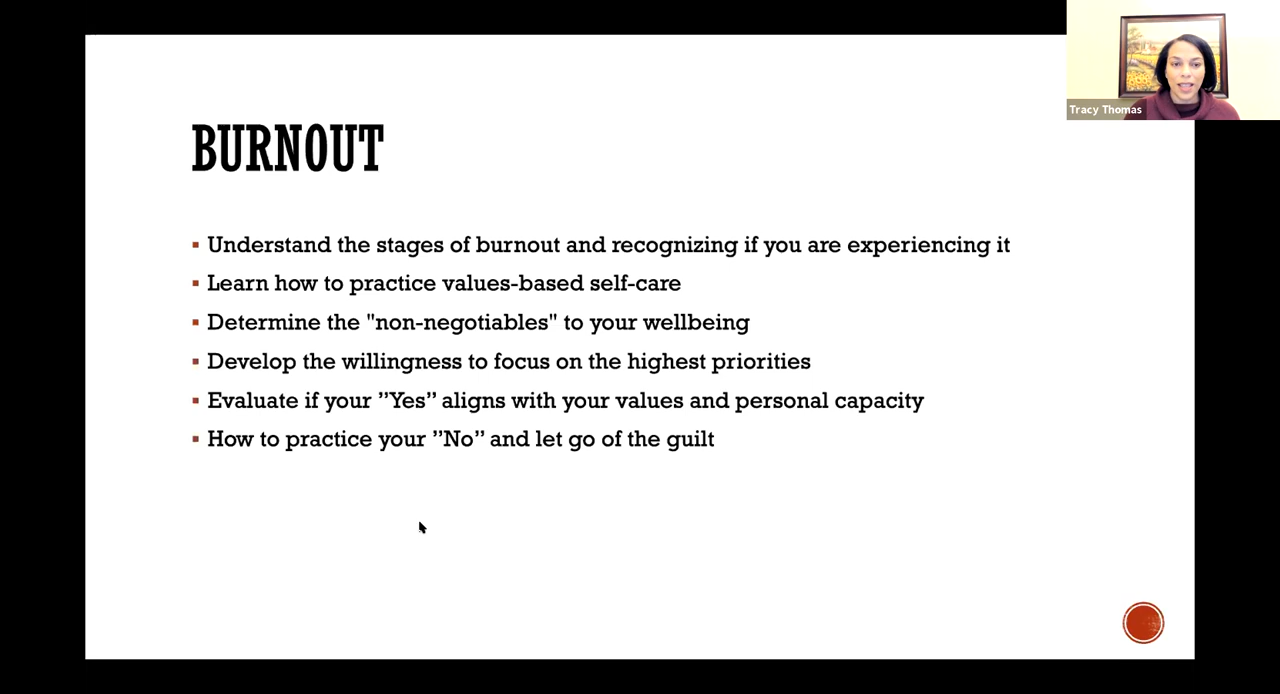 Tracy Thomas
BURNOUT
▪ Understand the stages of burnout and recognizing if you are experiencing it
▪ Learn how to practice values-based self-care
▪ Determine the "non-negotiables" to your wellbeing
▪ Develop the willingness to focus on the highest priorities
▪ Evaluate if your ”Yes” aligns with your values and personal capacity
▪ How to practice your ”No” and let go of the guilt